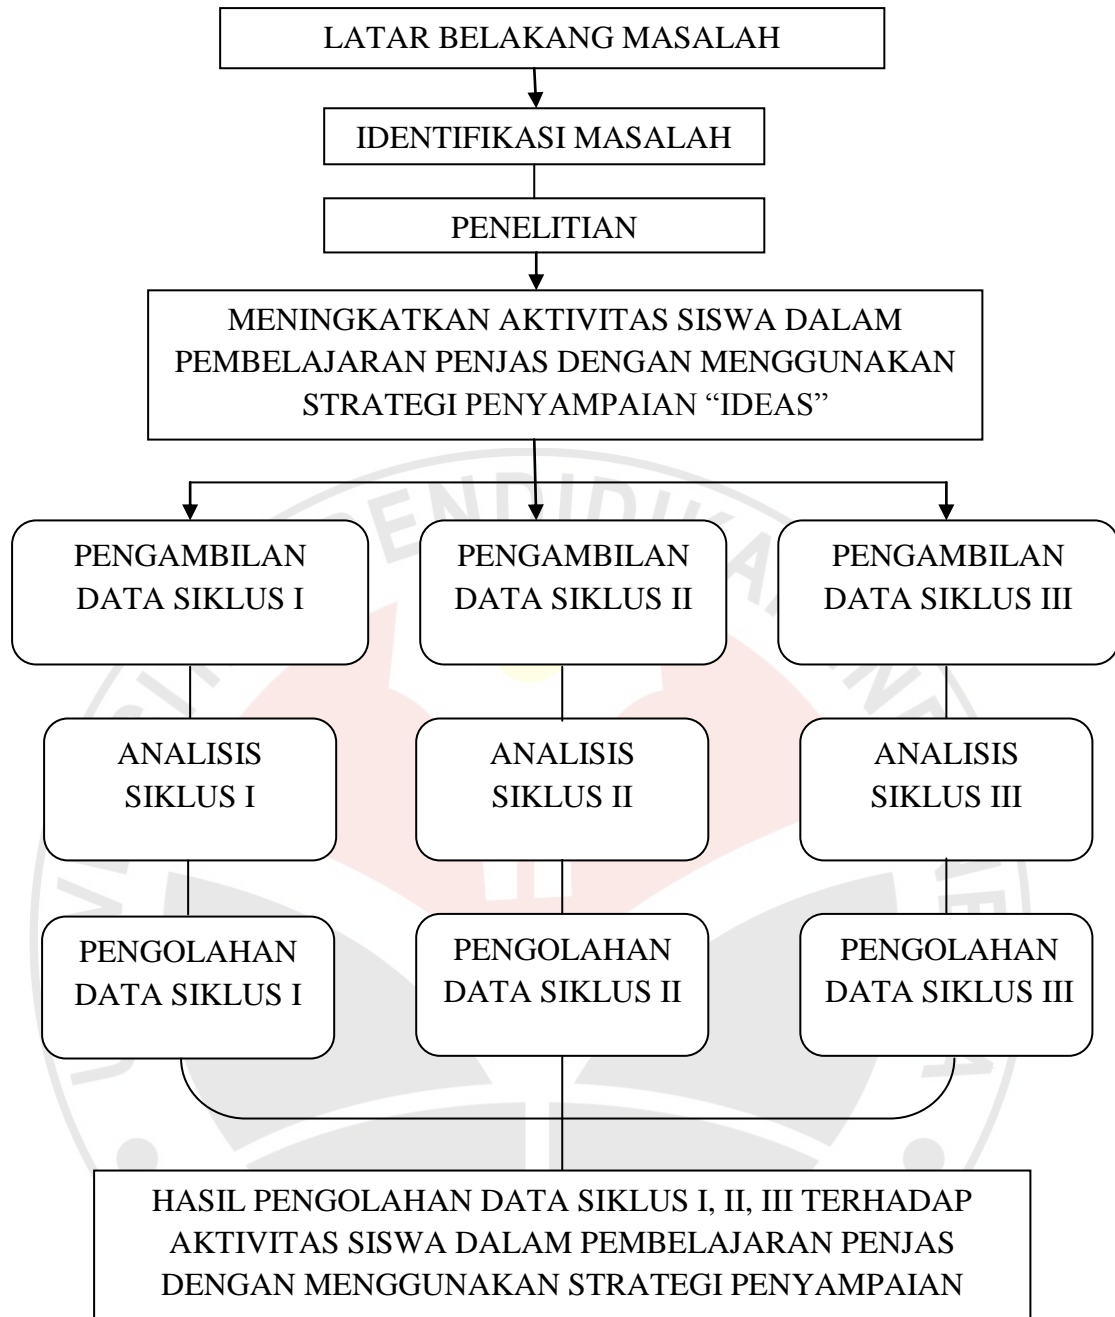 LATAR BELAKANG MASALAH
IDENTIFIKASI MASALAH
PENELITIAN
MENINGKATKAN AKTIVITAS SISWA DALAM
PEMBELAJARAN PENJAS DENGAN MENGGUNAKAN
STRATEGI PENYAMPAIAN “IDEAS”
PENGAMBILAN
DATA SIKLUS I
PENGAMBILAN
DATA SIKLUS II
PENGAMBILAN
DATA SIKLUS III
ANALISIS
SIKLUS I
ANALISIS
SIKLUS II
ANALISIS
SIKLUS III
PENGOLAHAN
DATA SIKLUS I
PENGOLAHAN
DATA SIKLUS II
PENGOLAHAN
DATA SIKLUS III
HASIL PENGOLAHAN DATA SIKLUS I, II, III TERHADAP
AKTIVITAS SISWA DALAM PEMBELAJARAN PENJAS
DENGAN MENGGUNAKAN STRATEGI PENYAMPAIAN